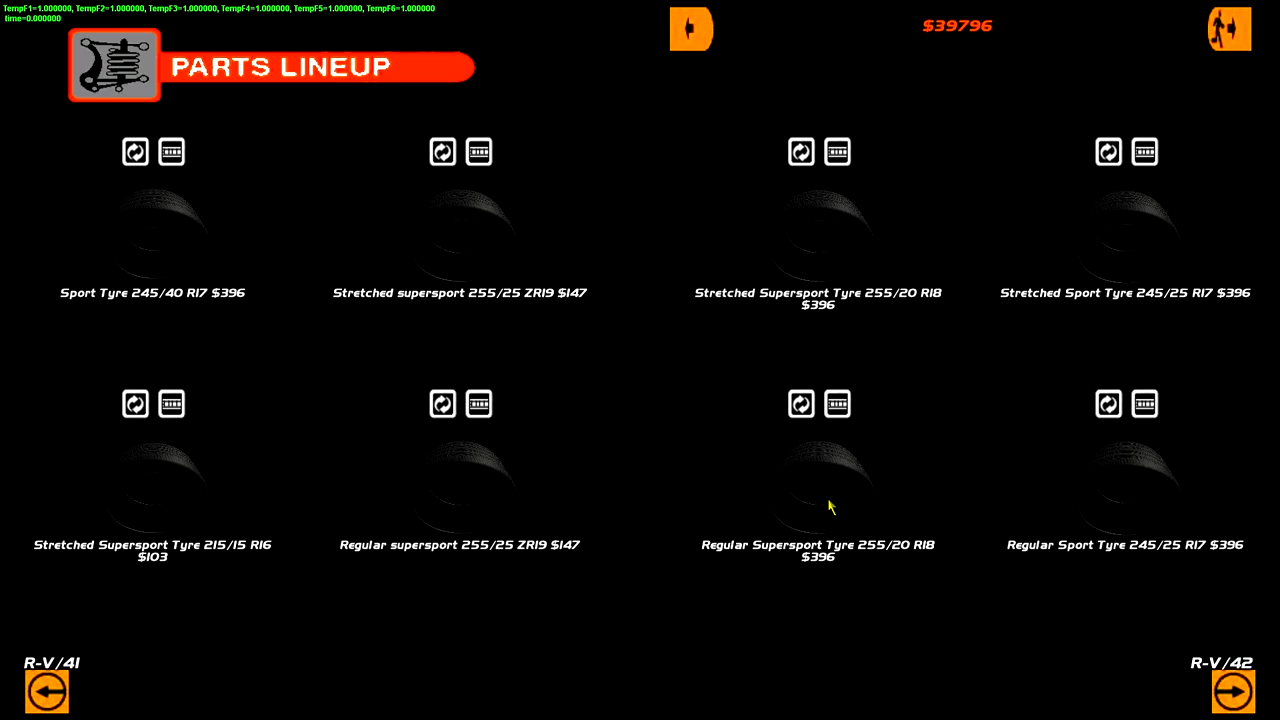 TempF1=1.000000, TempF2=1.000000, TempF3=1.000000, TempF4=1.000000, TempF5=1.000000, TempF6=1.000000
time=0.000000
$39796
PARTS LINEUP
Sport Tyre 245/40 R17 $396
Stretched supersport 255/25 ZR19 $147
Stretched Supersport Tyre 255/20 R18
$396
Stretched Sport Tyre 245/25 R17 $396
Stretched Supersport Tyre 215/15 R16
$103
Regular supersport 255/25 ZR19 $147
Regular Supersport Tyre 255/20 R18
$396
Regular Sport Tyre 245/25 R17 $396
R-V/41
R-V/42